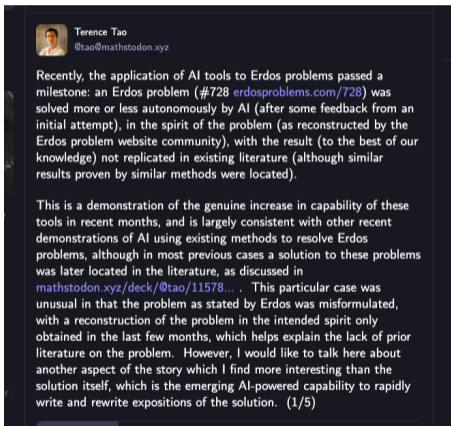 Terence Tao
@tao@mathstodon.xyz
Recently, the application of AI tools to Erdos problems passed a
milestone: an Erdos problem (#728 erdosproblems.com/728) was
solved more or less autonomously by AI (after some feedback from an
initial attempt), in the spirit of the problem (as reconstructed by the
Erdos problem website community), with the result (to the best of our
knowledge) not replicated in existing literature (although similar
results proven by similar methods were located).
This is a demonstration of the genuine increase in capability of these
tools in recent months, and is largely consistent with other recent
demonstrations of AI using existing methods to resolve Erdos
problems, although in most previous cases a solution to these problems
was later located in the literature, as discussed in
mathstodon.xyz/deck/@tao/11578... . This particular case was
unusual in that the problem as stated by Erdos was misformulated,
with a reconstruction of the problem in the intended spirit only
obtained in the last few months, which helps explain the lack of prior
literature on the problem. However, I would like to talk here about
another aspect of the story which I find more interesting than the
solution itself, which is the emerging AI-powered capability to rapidly
write and rewrite expositions of the solution. (1/5)